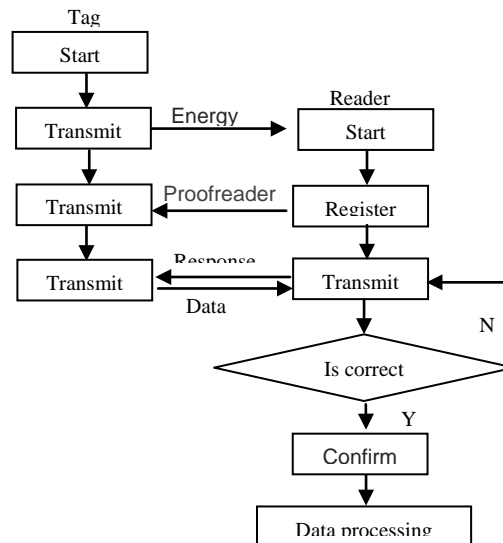 Tag
Start
Reader
Transmit
Energy
Start
Transmit
Proofreader
Register
Transmit
Response
Data
Transmit
N
Is correct
Y
Confirm
Data processing